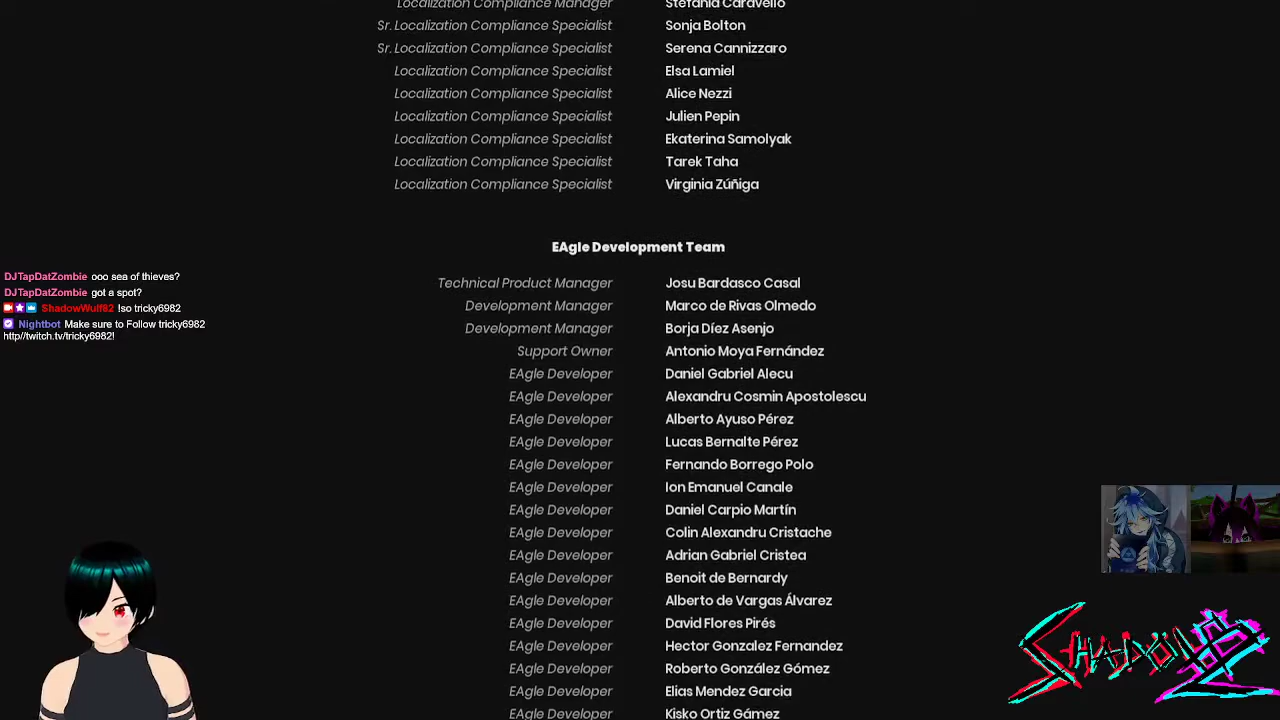 Localization Compliance Manager Stefania Caravello
Sr. Localization Compliance Specialist Sonja Bolton
Sr. Localization Compliance Specialist Serena Cannizzaro
Localization Compliance Specialist Elsa Lamiel
Localization Compliance Specialist Alice Nezzi
Localization Compliance Specialist Julien Pepin
Localization Compliance Specialist Ekaterina Samolyak
Localization Compliance Specialist Tarek Taha
Localization Compliance Specialist Virginia Zúñiga
EAgle Development Team
Technical Product Manager Josu Bardasco Casal
Development Manager Marco de Rivas Olmedo
Development Manager Borja Díez Asenjo
Support Owner Antonio Moya Fernández
EAgle Developer Daniel Gabriel Alecu
EAgle Developer Alexandru Cosmin Apostolescu
EAgle Developer Alberto Ayuso Pérez
EAgle Developer Lucas Bernalte Pérez
EAgle Developer Fernando Borrego Polo
EAgle Developer Ion Emanuel Canale
EAgle Developer Daniel Carpio Martín
EAgle Developer Colin Alexandru Cristache
EAgle Developer Adrian Gabriel Cristea
EAgle Developer Benoit de Bernardy
EAgle Developer Alberto de Vargas Álvarez
EAgle Developer David Flores Pirés
EAgle Developer Hector Gonzalez Fernandez
EAgle Developer Roberto González Gómez
EAgle Developer Elías Mendez Garcia
EAgle Developer Kisko Ortiz Gámez
DJTapDatZombie ooo sea of thieves?
DJTapDatZombie got a spot?
ShadowWulf82 !so tricky6982
Nightbot Make sure to Follow tricky6982
http//twitch.tv/tricky6982!